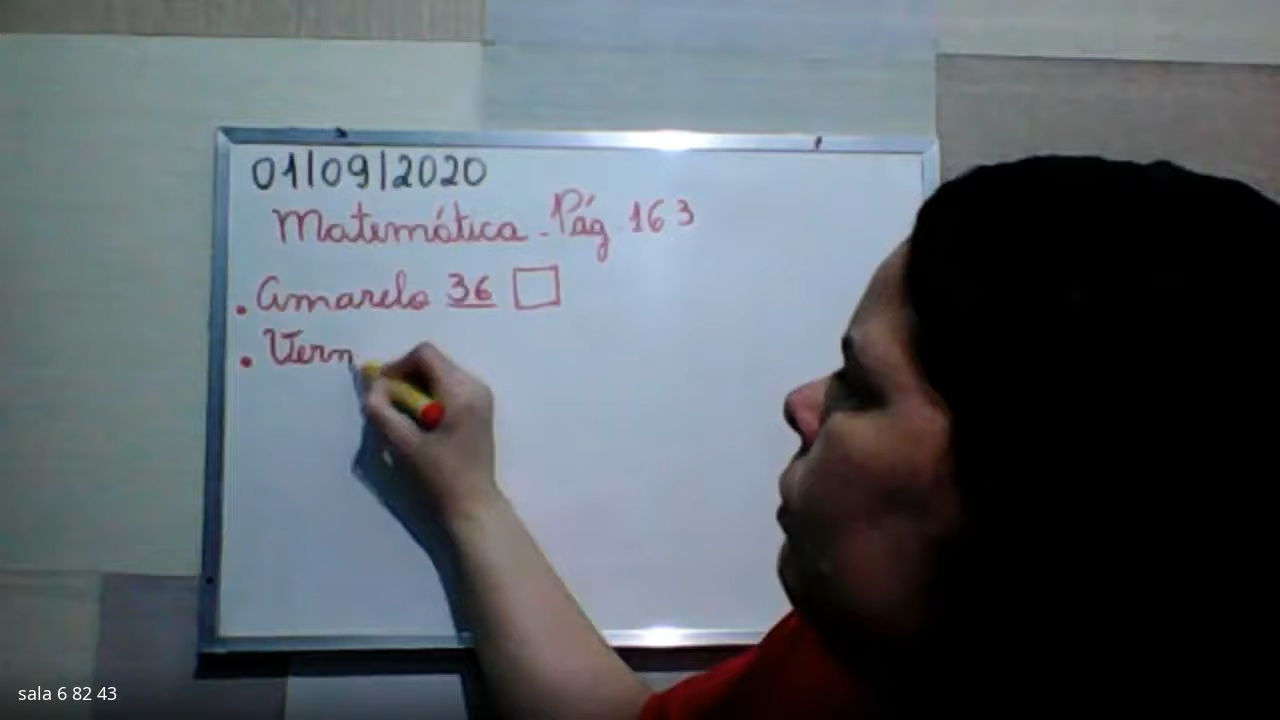 01/09/2020
Matemática - Pág. 163
. Amarelo 36
. Verm
sala 6 82 43